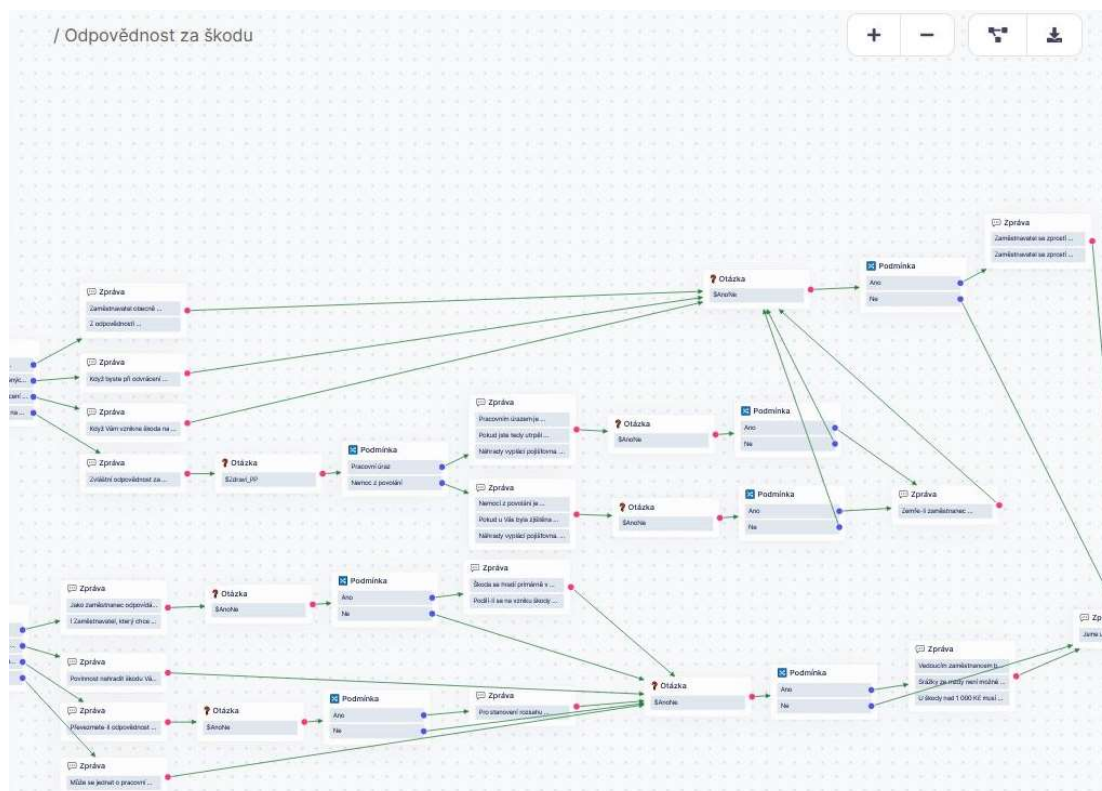 / Odpovědnost za škodu
Zpráva
Zaměstnavatel se zprostí ...
Zaměstnavatel se zprostí ...
Podmínka
Ano
Ne
Otázka
$AnoNe
Zpráva
Zaměstnavatel obecně ...
Z odpovědnosti ...
Zpráva
Když byste při odvrácení ...
Zpráva
Když Vám vznikne škoda na ...
Zpráva
Zvláštní odpovědnost za ...
Otázka
$Zdravi_PP
Podmínka
Pracovní úraz
Nemoc z povolání
Zpráva
Pracovním úrazem je ...
Pokud jste tedy utrpěl ...
Náhrady vyplácí pojišťovna. ...
Otázka
$AnoNe
Podmínka
Ano
Ne
Zpráva
Nemocí z povolání je ...
Pokud u Vás byla zjištěna ...
Náhrady vyplácí pojišťovna. ...
Otázka
$AnoNe
Podmínka
Ano
Ne
Zpráva
Zemře-li zaměstnanec ...
Zpráva
Jako zaměstnanec odpovídá...
! Zaměstnavatel, který chce ...
Otázka
$AnoNe
Podmínka
Ano
Ne
Zpráva
Škoda se hradí primárně v ...
Podílí-li se na vzniku škody ...
Zpráva
Povinnost nahradit škodu Vá...
Zpráva
Převezmete-li odpovědnost ...
Otázka
$AnoNe
Podmínka
Ano
Ne
Zpráva
Pro stanovení rozsahu ...
Zpráva
Může se jednat o pracovní ...
Otázka
$AnoNe
Podmínka
Ano
Ne
Zpráva
Vedoucím zaměstnancem b...
Srážky ze mzdy není možné ...
U škody nad 1 000 Kč musí ...
Zp
Jsme u